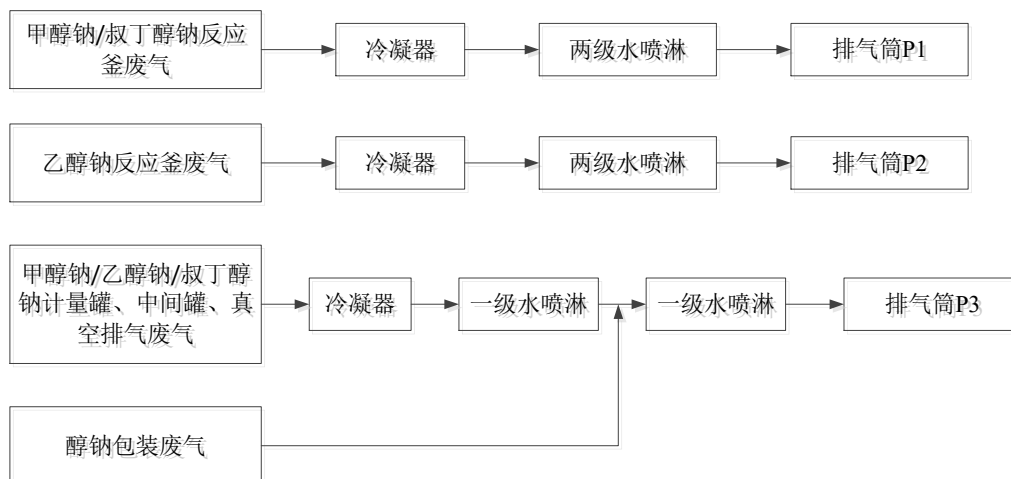 甲醇钠/叔丁醇钠反应
釜废气
冷凝器
两级水喷淋
排气筒P1
乙醇钠反应釜废气
冷凝器
两级水喷淋
排气筒P2
甲醇钠/乙醇钠/叔丁醇
钠计量罐、中间罐、真
空排气废气
冷凝器
一级水喷淋
一级水喷淋
排气筒P3
醇钠包装废气